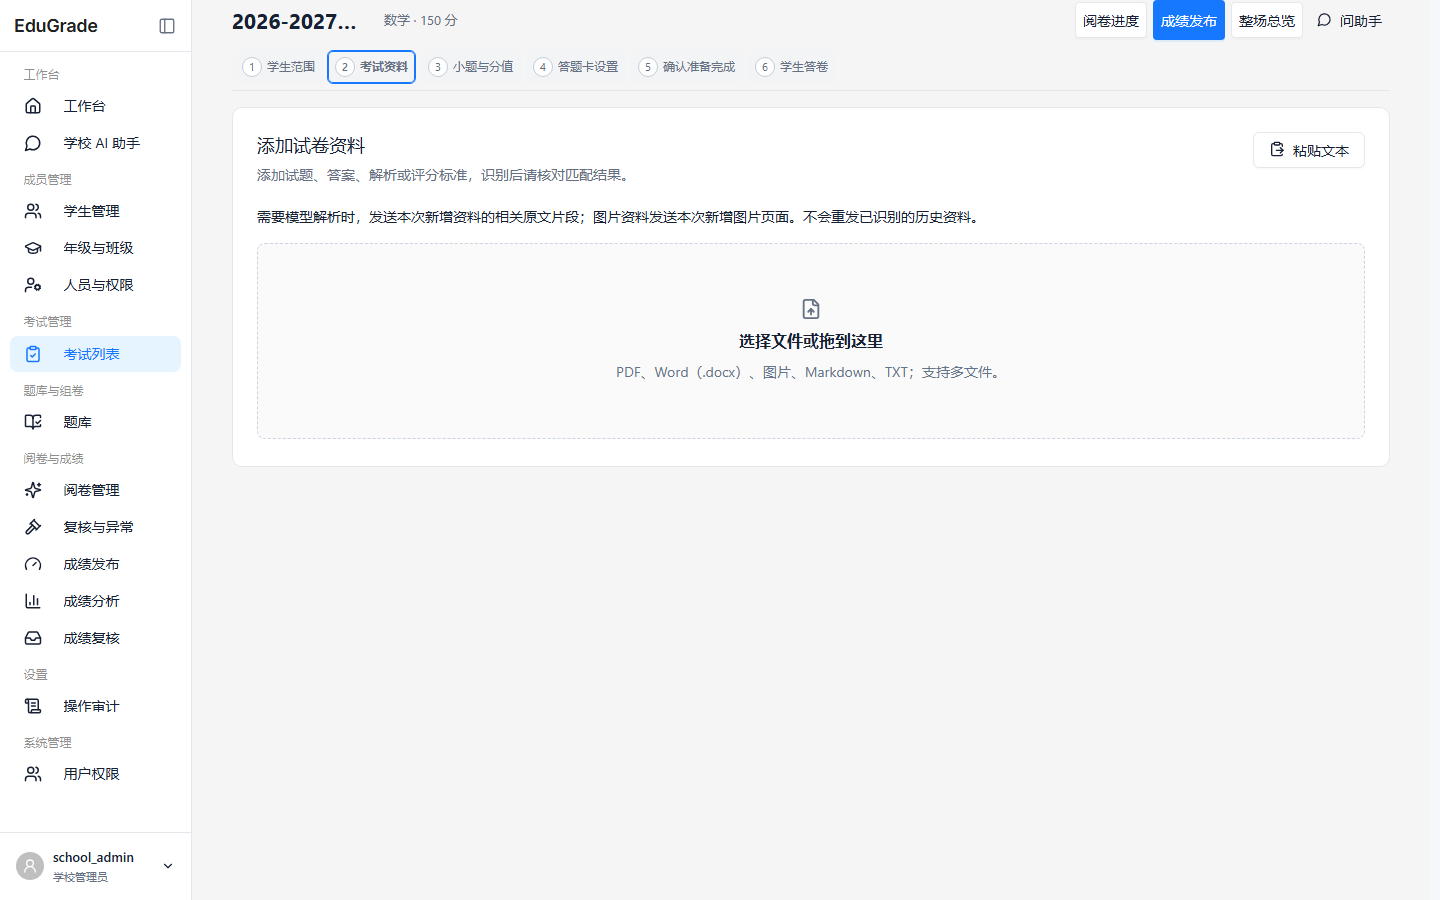 EduGrade
工作台
工作台
学校 AI 助手
成员管理
学生管理
年级与班级
人员与权限
考试管理
考试列表
题库与组卷
题库
阅卷与成绩
阅卷管理
复核与异常
成绩发布
成绩分析
成绩复核
设置
操作审计
系统管理
用户权限
school_admin
学校管理员
2026-2027...
数学 · 150 分
阅卷进度
成绩发布
整场总览
问助手
1 学生范围
2 考试资料
3 小题与分值
4 答题卡设置
5 确认准备完成
6 学生答卷
添加试卷资料
添加试题、答案、解析或评分标准，识别后请核对匹配结果。
粘贴文本
需要模型解析时，发送本次新增资料的相关原文片段；图片资料发送本次新增图片页面。不会重发已识别的历史资料。
选择文件或拖到这里
PDF、Word（.docx）、图片、Markdown、TXT；支持多文件。